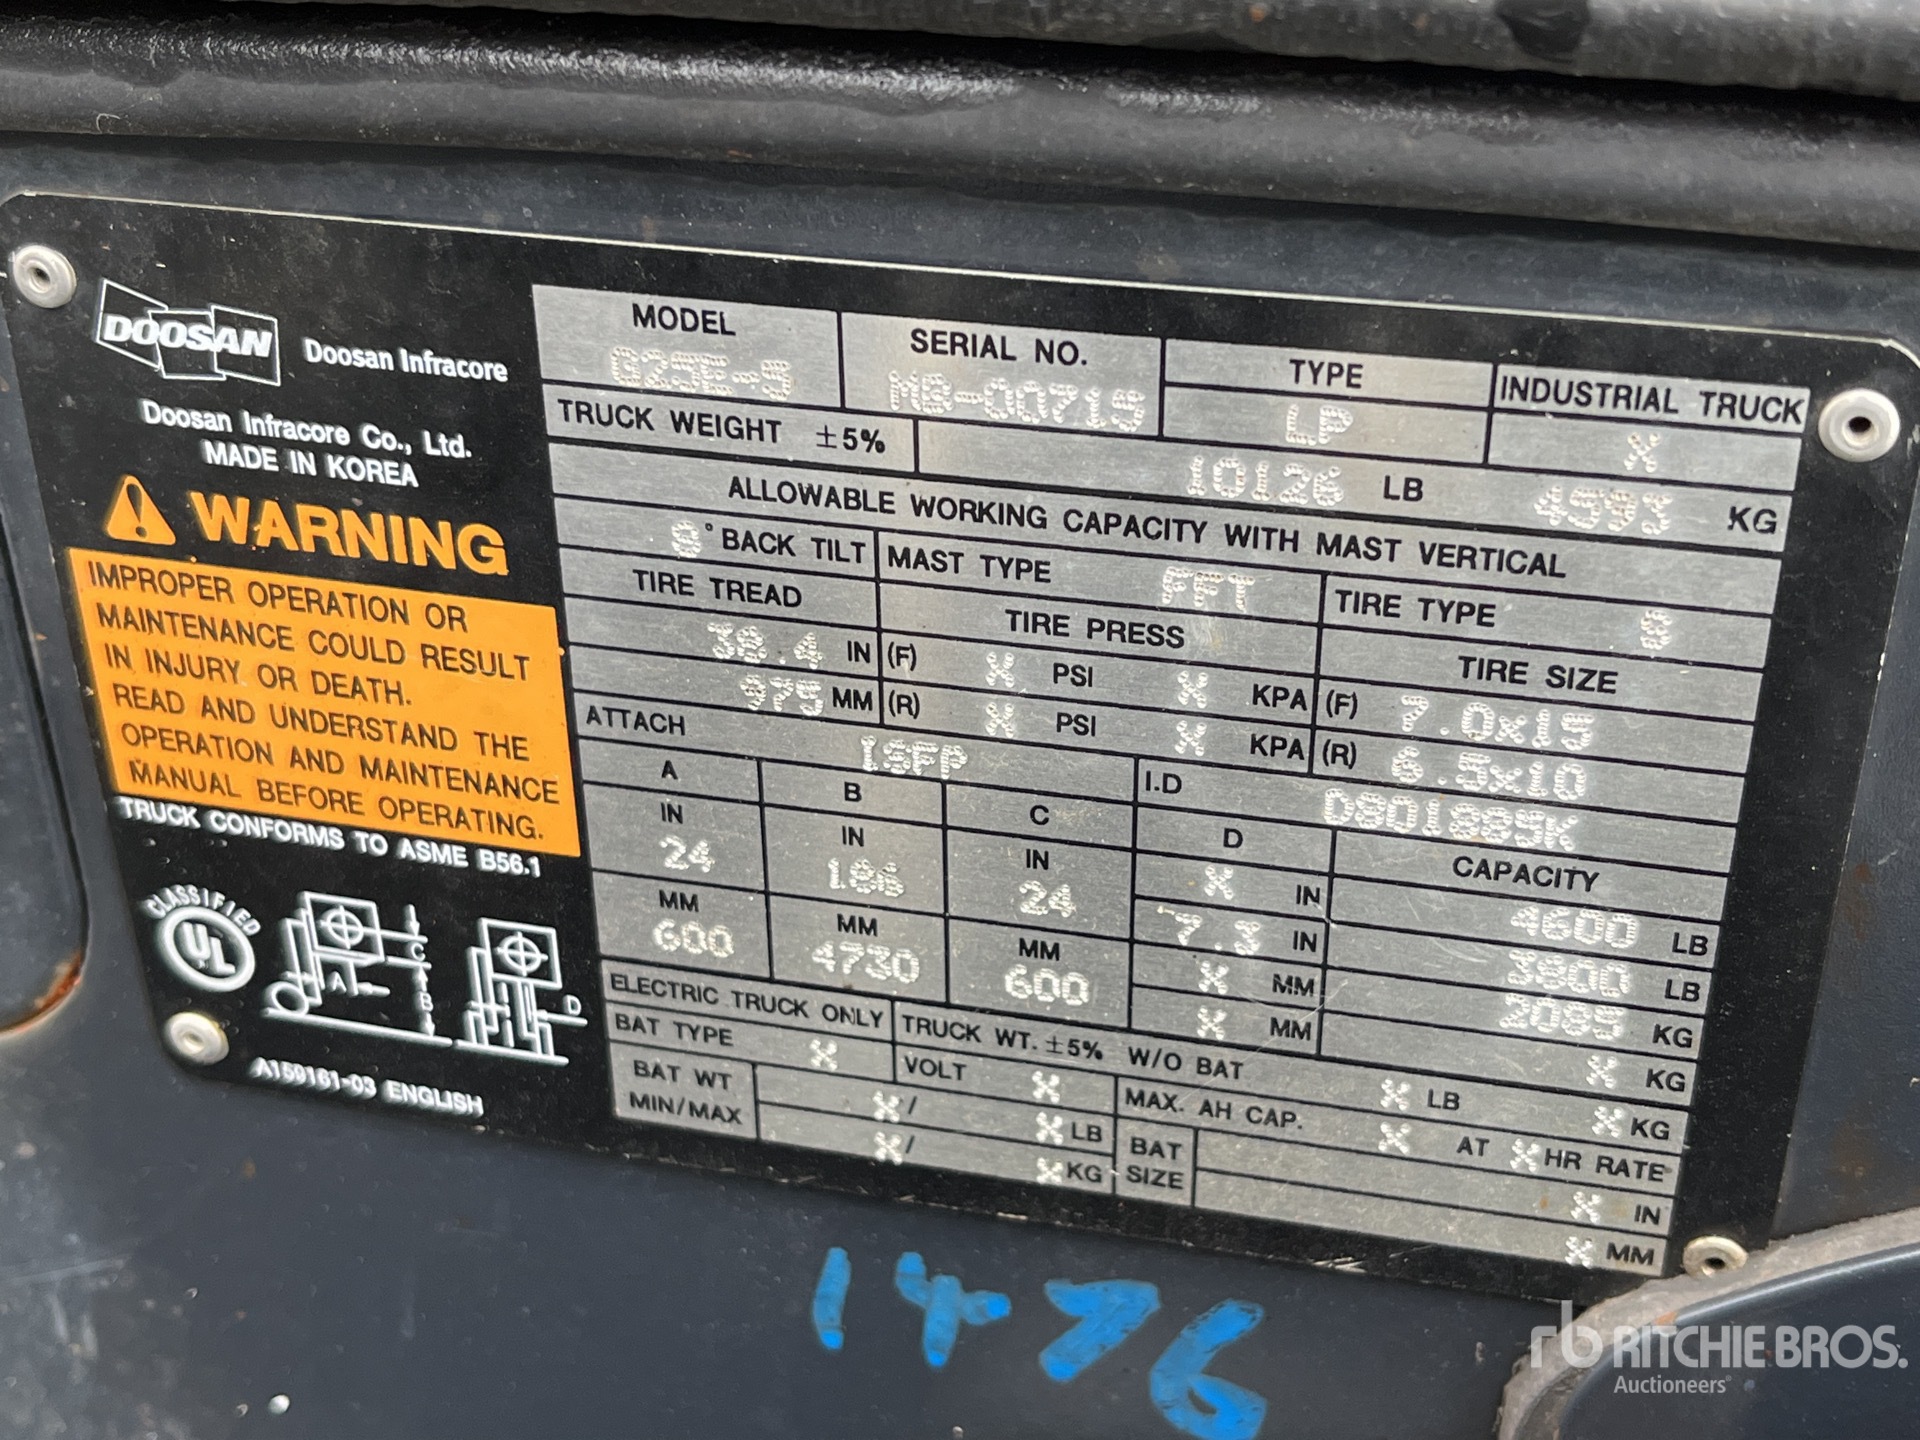 DOOSAN Doosan Infracore
Doosan Infracore Co., Ltd.
MADE IN KOREA
WARNING
IMPROPER OPERATION OR
MAINTENANCE COULD RESULT
IN INJURY OR DEATH.
READ AND UNDERSTAND THE
OPERATION AND MAINTENANCE
MANUAL BEFORE OPERATING.
TRUCK CONFORMS TO ASME B56.1
CLASSIFIED
UL
A
C
B
D
A159161-03 ENGLISH
MODEL SERIAL NO. TYPE INDUSTRIAL TRUCK
G25E-5 MB-00715 LP X
TRUCK WEIGHT ±5% 10126 LB KG
ALLOWABLE WORKING CAPACITY WITH MAST VERTICAL
° BACK TILT MAST TYPE FFT TIRE TYPE
TIRE TREAD TIRE PRESS TIRE SIZE
38.4 IN (F) X PSI X KPA (F) 7.0x15
975 MM (R) X PSI X KPA (R) 6.5x10
ATTACH ISFP I.D
A B C D CAPACITY
IN IN IN X IN 4600 LB
24 186 24 7.3 IN LB
MM MM MM X MM KG
600 4730 600 X MM X KG
ELECTRIC TRUCK ONLY TRUCK WT. ±5% W/O BAT X LB X KG
BAT TYPE X VOLT X MAX. AH CAP. X AT X HR RATE
BAT WT MIN/MAX X / X LB BAT SIZE X IN
X / X KG X MM
1476
rb RITCHIE BROS.
Auctioneers